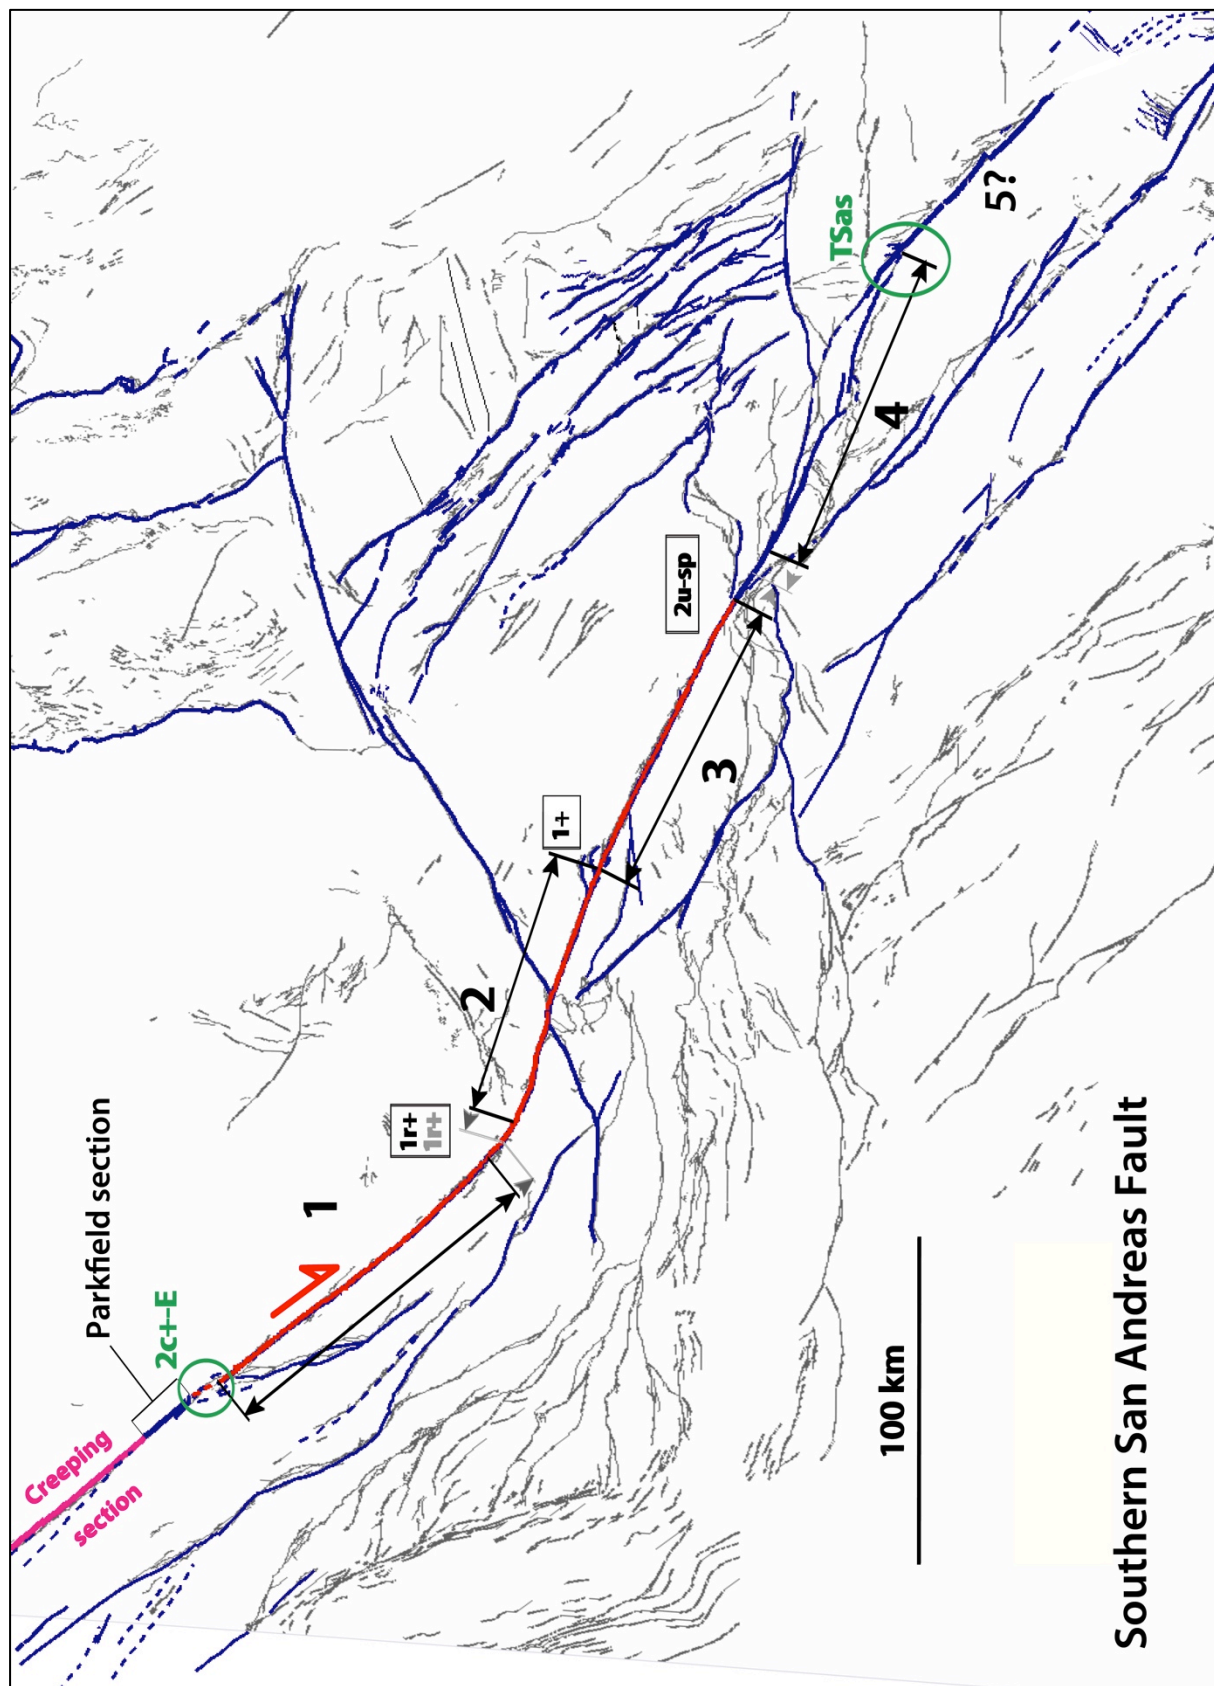 Creeping
section
Parkfield section
2c+-E
1
1r+
1r+
2
1+
3
2u-sp
4
TSas
5?
100 km
Southern San Andreas Fault